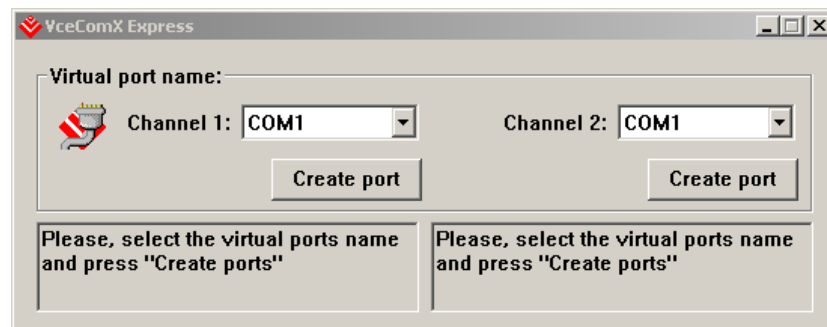 VceComX Express
Virtual port name:
Channel 1: COM1 Channel 2: COM1
Create port Create port
Please, select the virtual ports name
and press "Create ports"
Please, select the virtual ports name
and press "Create ports"